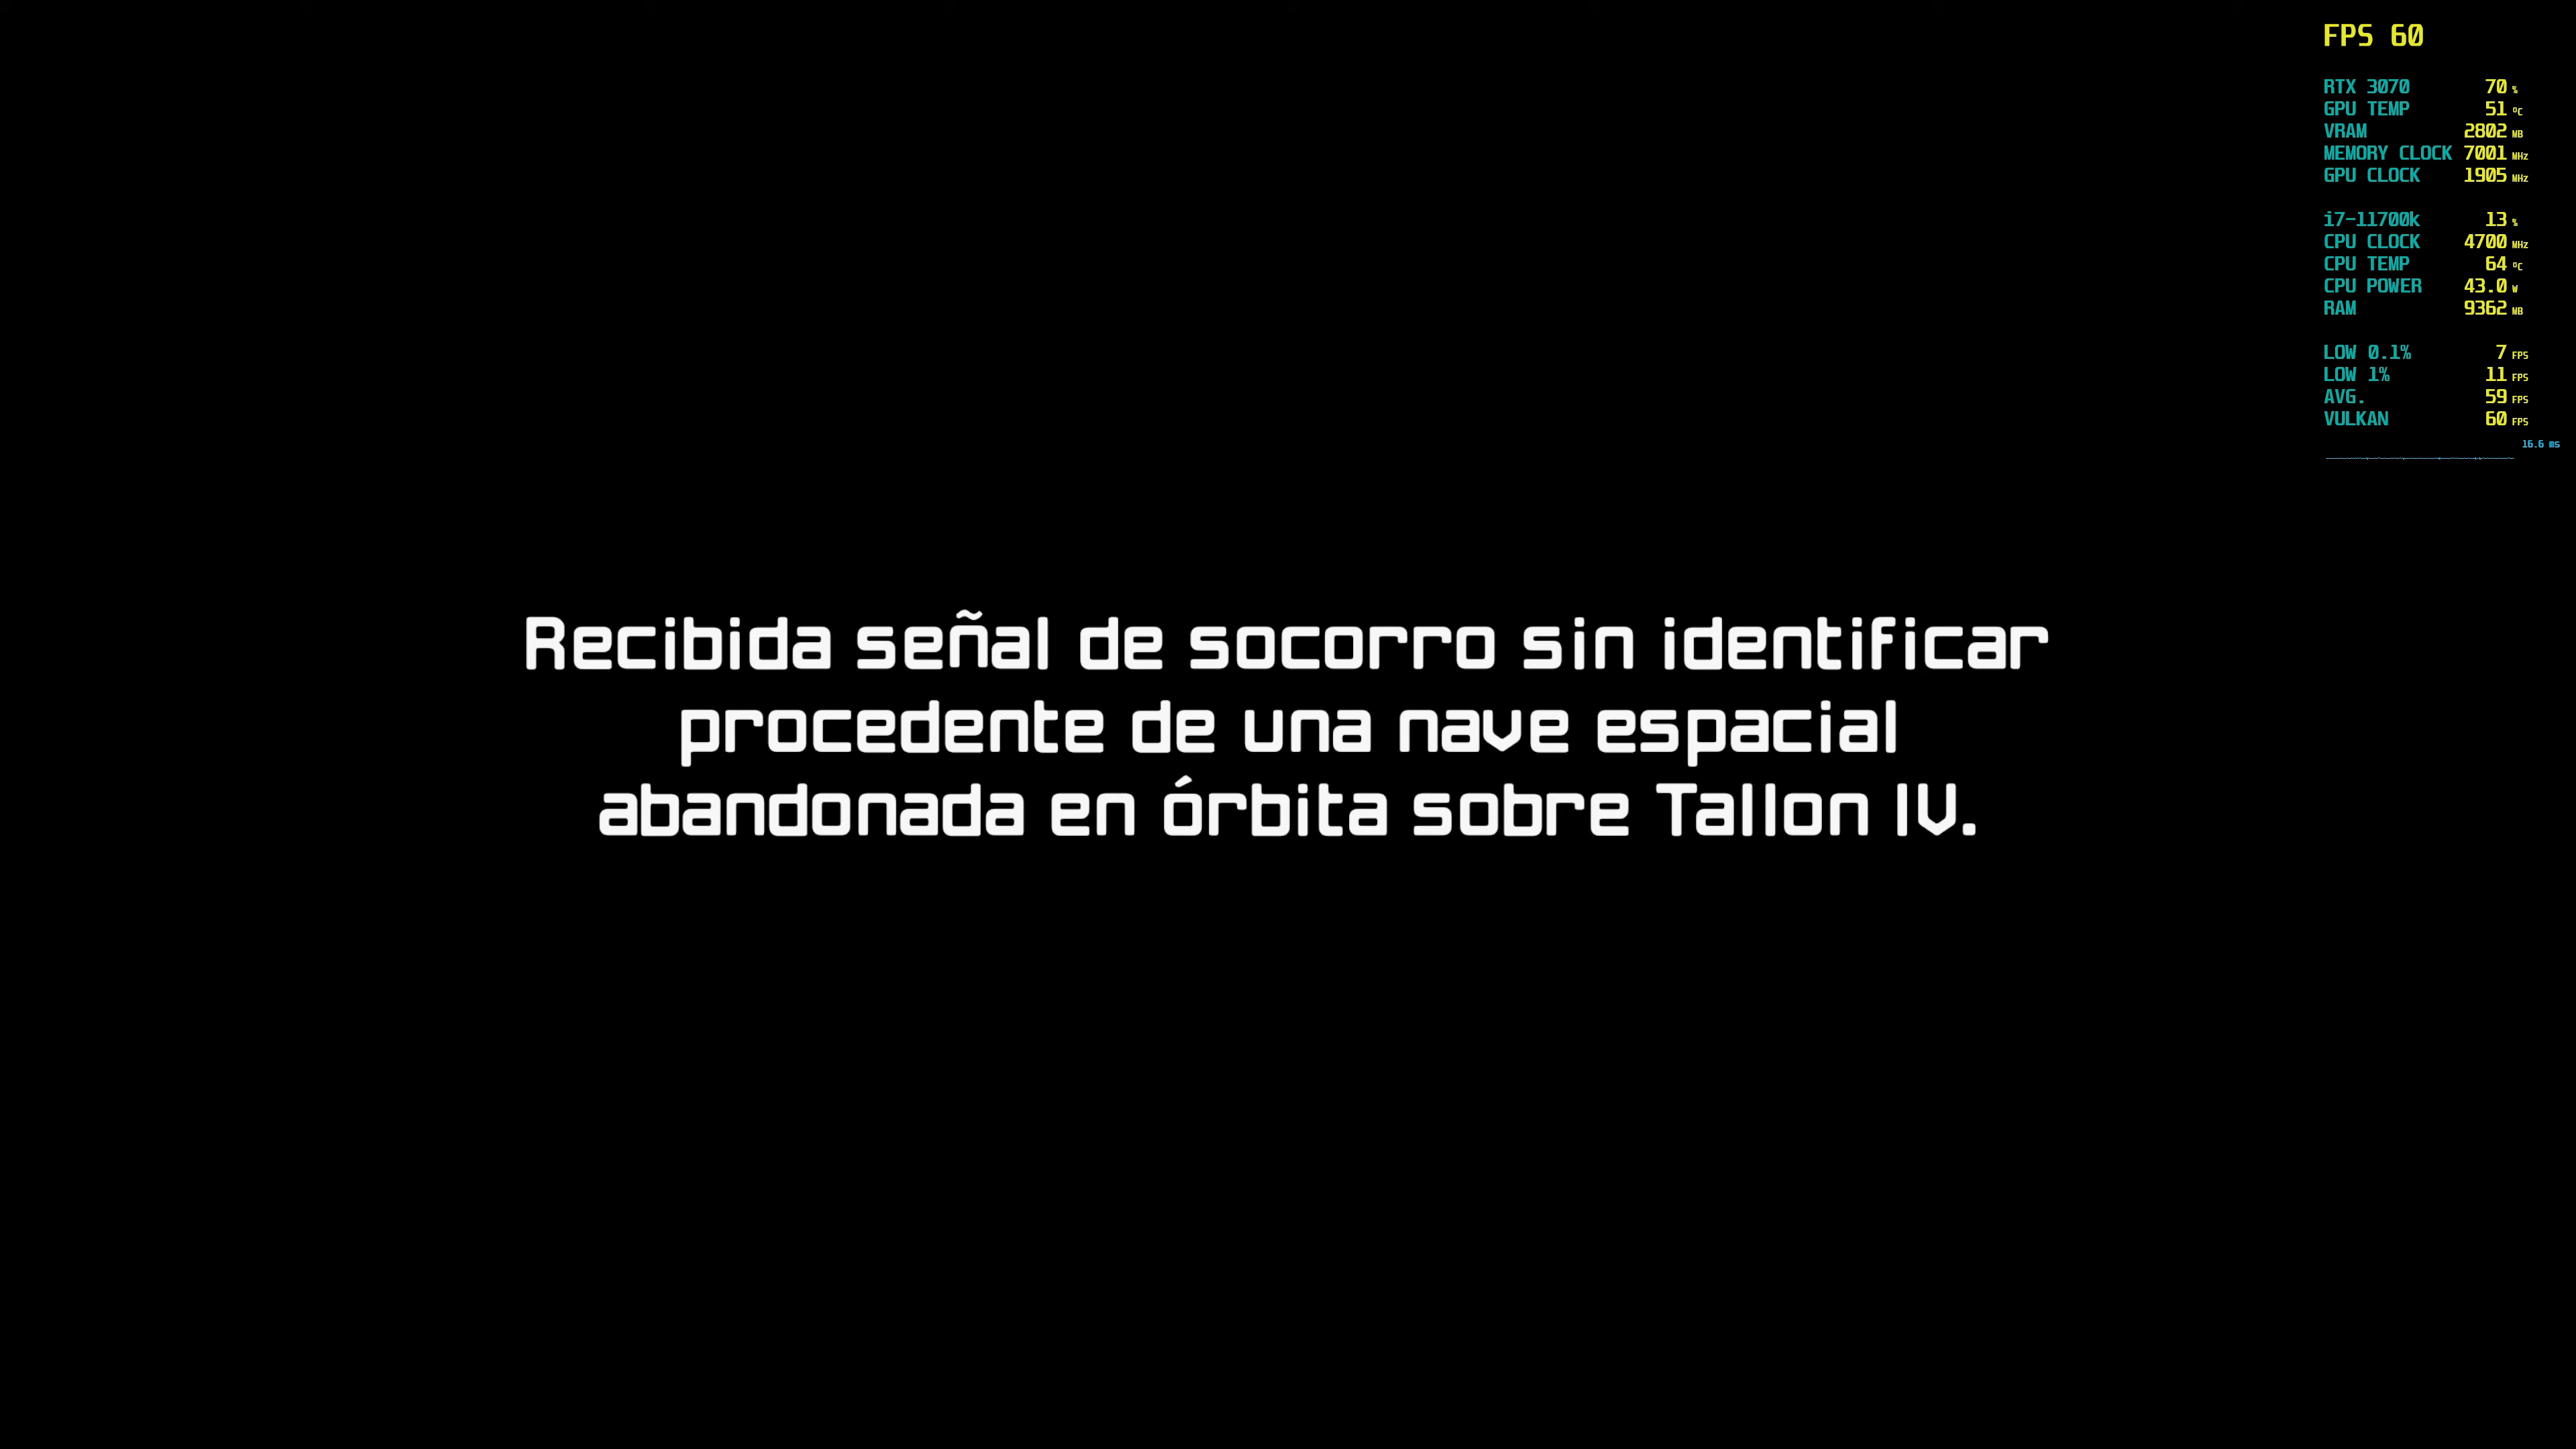 FPS 60
RTX 3070 70 %
GPU TEMP 51 ºC
VRAM 2802 MB
MEMORY CLOCK 7001 MHz
GPU CLOCK 1905 MHz
i7-11700k 13 %
CPU CLOCK 4700 MHz
CPU TEMP 64 ºC
CPU POWER 43.0 W
RAM 9362 MB
LOW 0.1% 7 FPS
LOW 1% 11 FPS
AVG. 59 FPS
VULKAN 60 FPS
16.6 ms
Recibida señal de socorro sin identificar
procedente de una nave espacial
abandonada en órbita sobre Tallon IV.